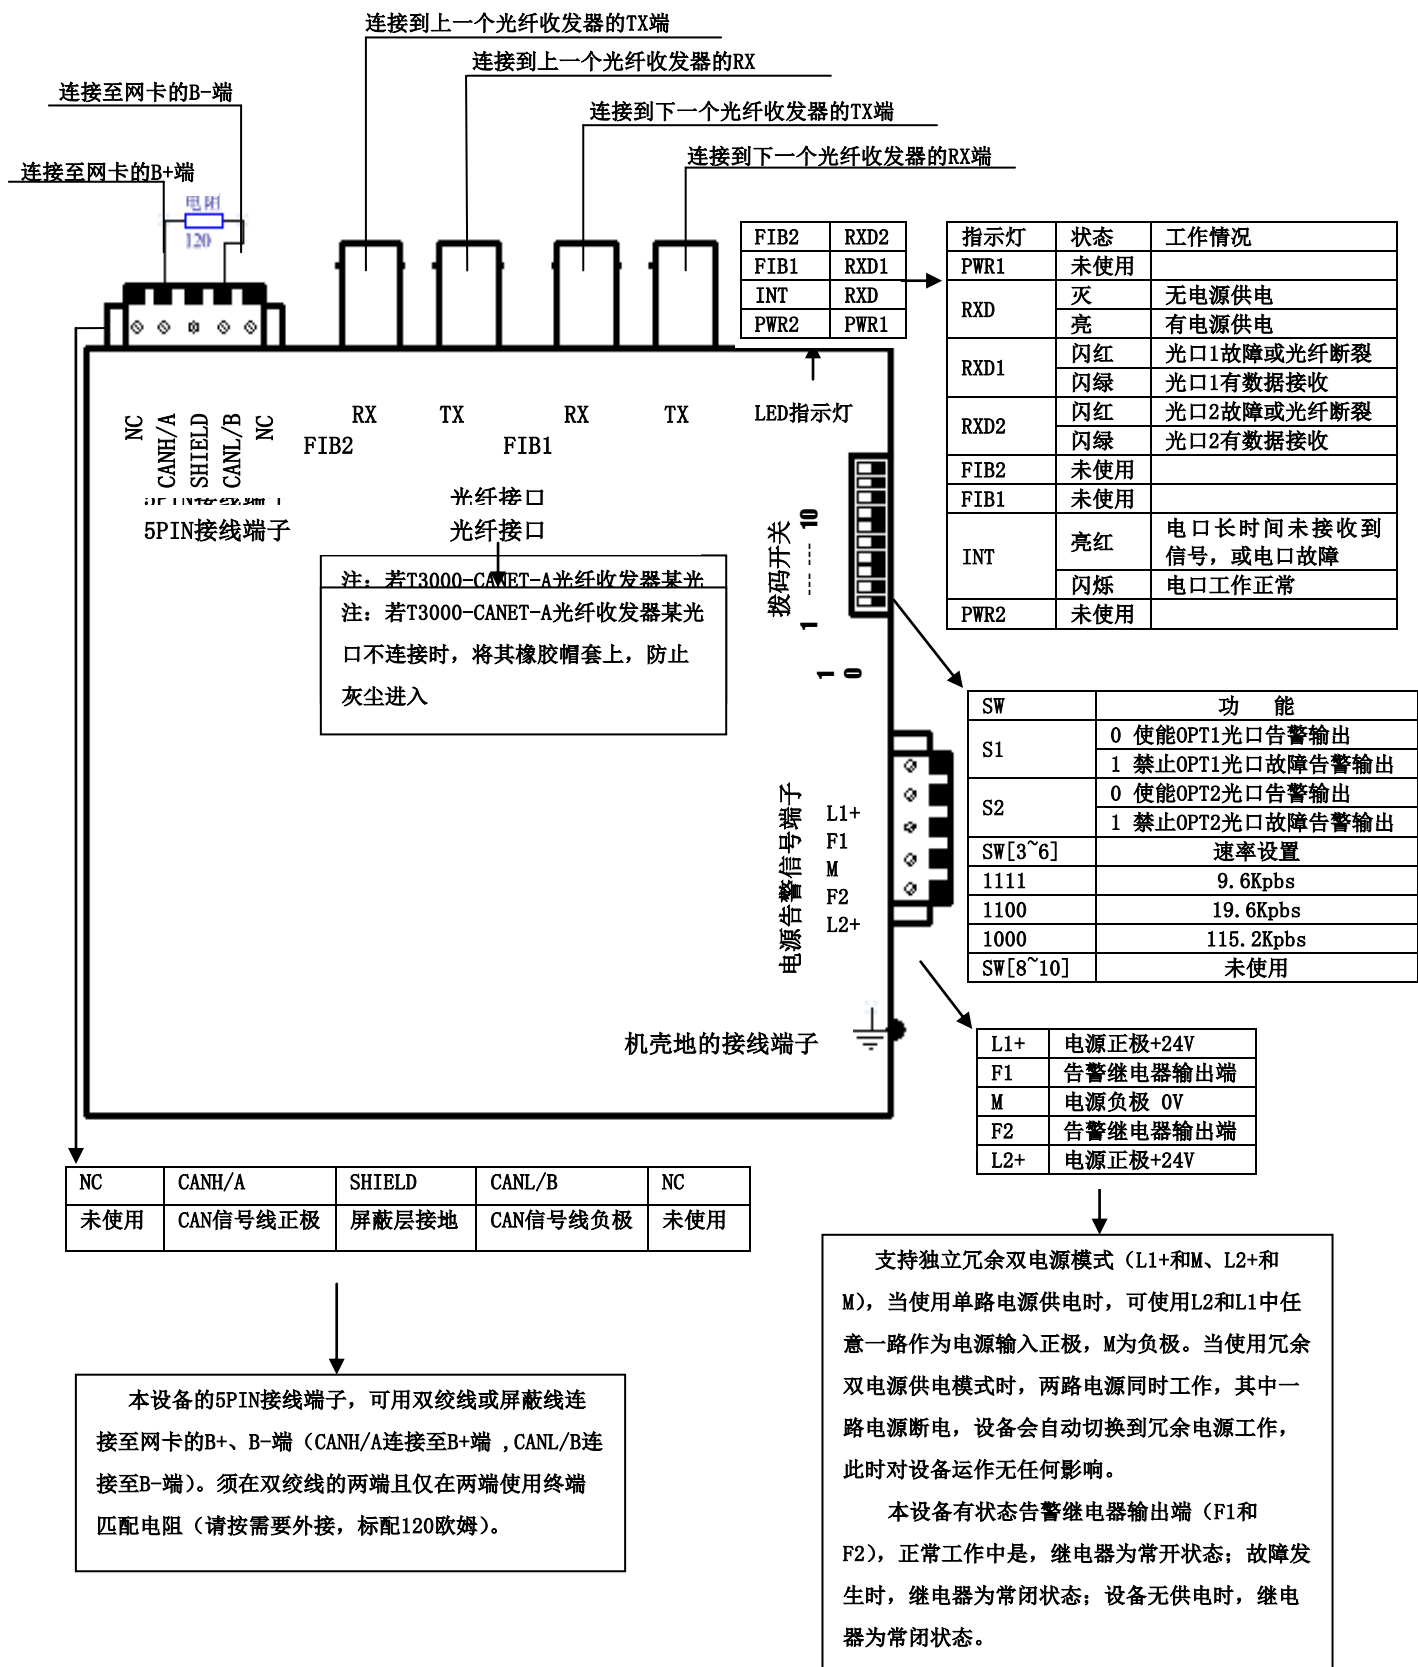 连接到上一个光纤收发器的TX端
连接到上一个光纤收发器的RX
连接至网卡的B-端
连接到下一个光纤收发器的TX端
连接到下一个光纤收发器的RX端
连接至网卡的B+端
电阻
120
FIB2 RXD2
FIB1 RXD1
INT RXD
PWR2 PWR1
指示灯 状态 工作情况
PWR1 未使用
RXD 灭 无电源供电
亮 有电源供电
RXD1 闪红 光口1故障或光纤断裂
闪绿 光口1有数据接收
RXD2 闪红 光口2故障或光纤断裂
闪绿 光口2有数据接收
FIB2 未使用
FIB1 未使用
INT 亮红 电口长时间未接收到
信号，或电口故障
闪烁 电口工作正常
PWR2 未使用
NC
CANH/A
SHIELD
CANL/B
NC
RX TX RX TX
FIB2 FIB1
LED指示灯
5PIN接线端子 光纤接口
5PIN接线端子 光纤接口
注：若T3000-CANET-A光纤收发器某光
注：若T3000-CANET-A光纤收发器某光
口不连接时，将其橡胶帽套上，防止
灰尘进入
拨码开关
1 ------ 10
1 0
SW 功 能
S1 0 使能OPT1光口告警输出
1 禁止OPT1光口故障告警输出
S2 0 使能OPT2光口告警输出
1 禁止OPT2光口故障告警输出
SW[3~6] 速率设置
1111 9.6Kpbs
1100 19.6Kpbs
1000 115.2Kpbs
SW[8~10] 未使用
电源告警信号端子
L1+
F1
M
F2
L2+
机壳地的接线端子
L1+ 电源正极+24V
F1 告警继电器输出端
M 电源负极 0V
F2 告警继电器输出端
L2+ 电源正极+24V
NC CANH/A SHIELD CANL/B NC
未使用 CAN信号线正极 屏蔽层接地 CAN信号线负极 未使用
本设备的5PIN接线端子，可用双绞线或屏蔽线连
接至网卡的B+、B-端（CANH/A连接至B+端 ,CANL/B连
接至B-端）。须在双绞线的两端且仅在两端使用终端
匹配电阻（请按需要外接，标配120欧姆）。
支持独立冗余双电源模式（L1+和M、L2+和
M），当使用单路电源供电时，可使用L2和L1中任
意一路作为电源输入正极，M为负极。当使用冗余
双电源供电模式时，两路电源同时工作，其中一
路电源断电，设备会自动切换到冗余电源工作，
此时对设备运作无任何影响。
本设备有状态告警继电器输出端（F1和
F2），正常工作中是，继电器为常开状态；故障发
生时，继电器为常闭状态；设备无供电时，继电
器为常闭状态。